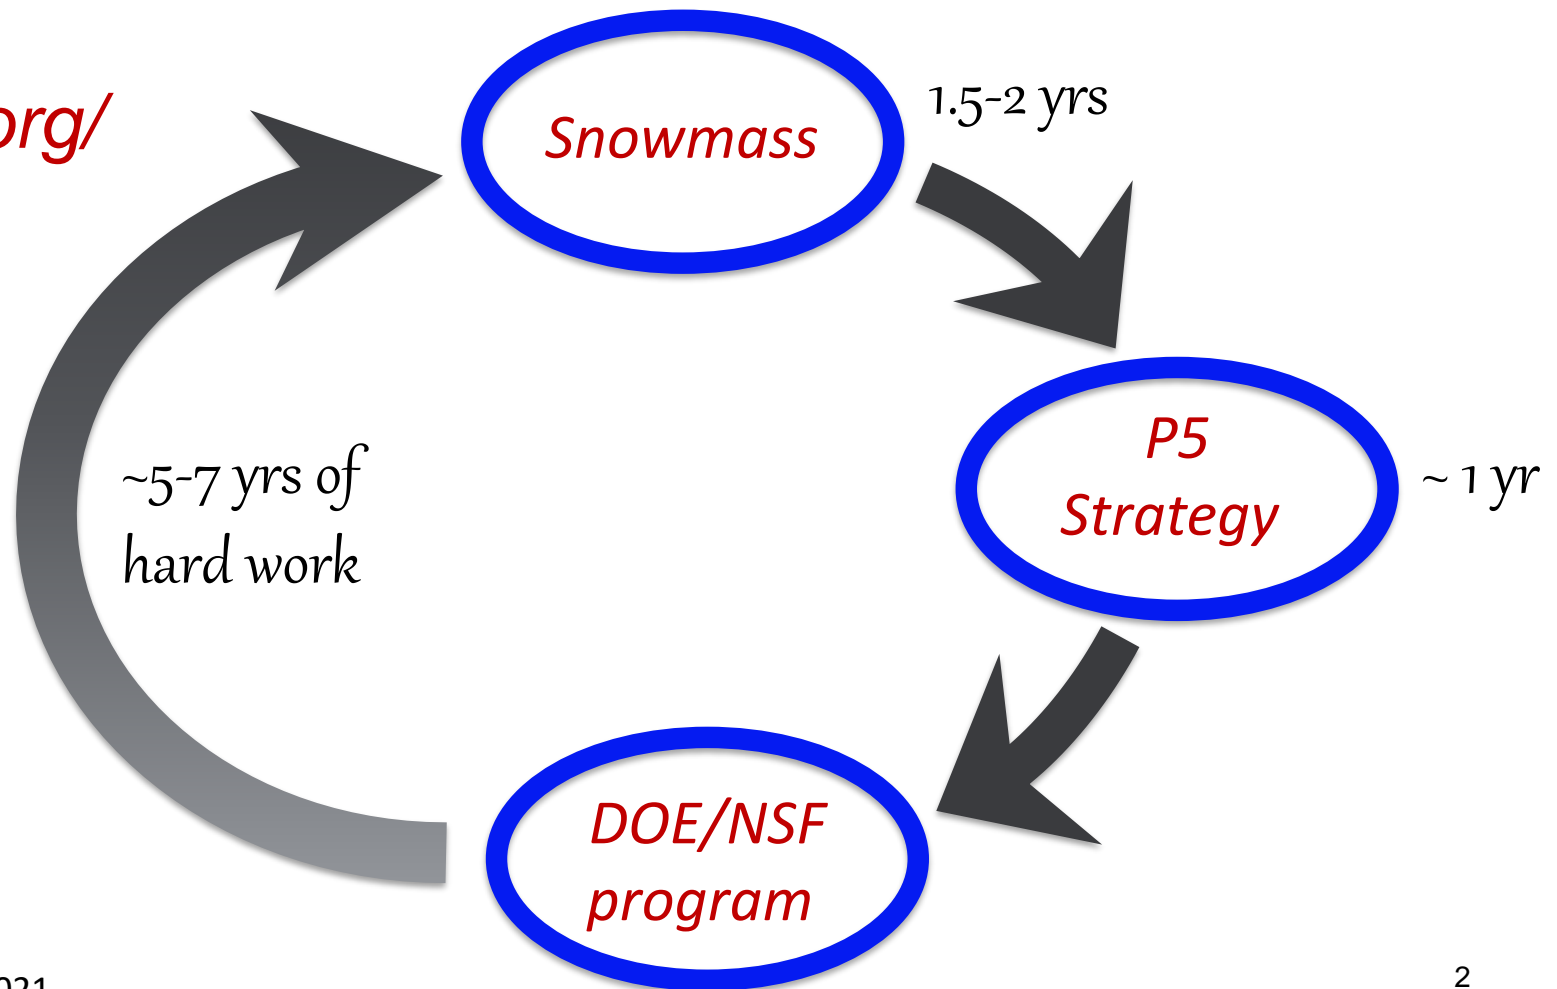 org/
Snowmass
1.5-2 yrs
P5
Strategy
~ 1 yr
~5-7 yrs of
hard work
DOE/NSF
program
021
2